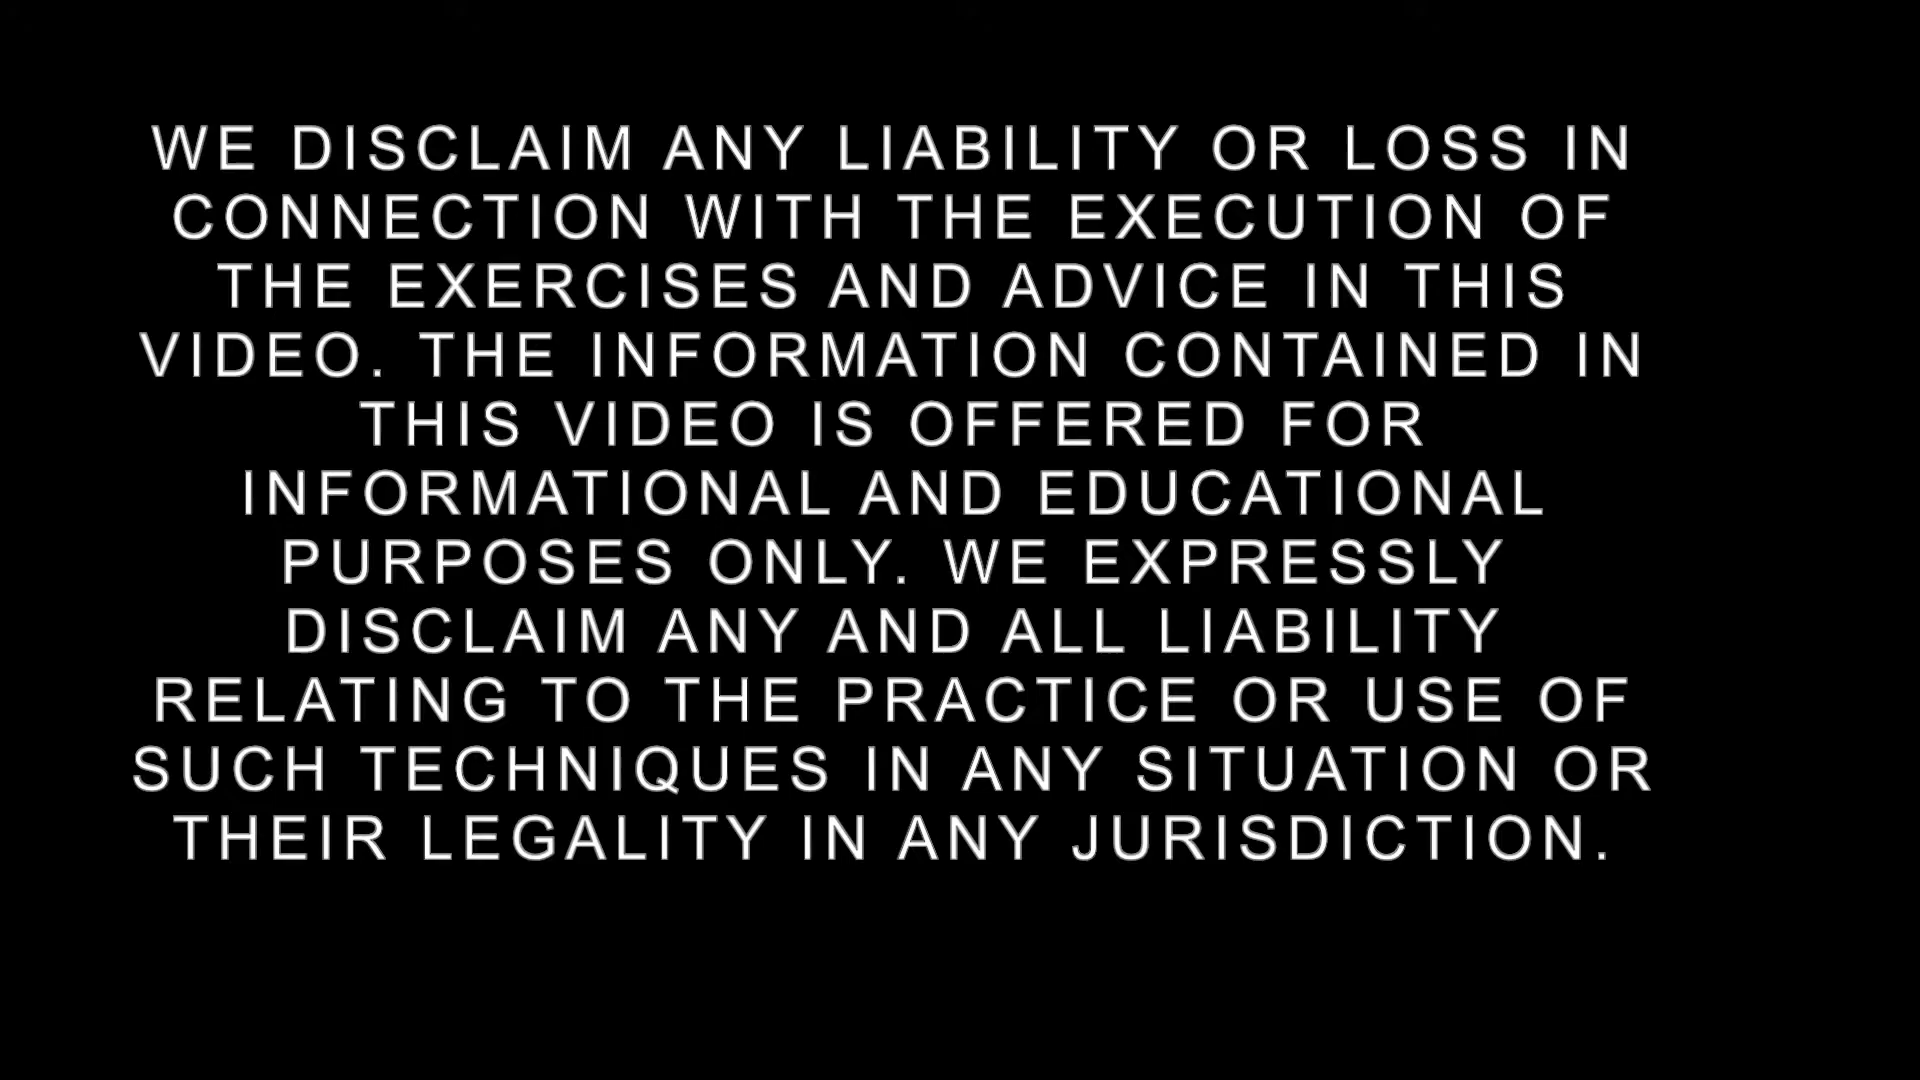 WE DISCLAIM ANY LIABILITY OR LOSS IN
CONNECTION WITH THE EXECUTION OF
THE EXERCISES AND ADVICE IN THIS
VIDEO. THE INFORMATION CONTAINED IN
THIS VIDEO IS OFFERED FOR
INFORMATIONAL AND EDUCATIONAL
PURPOSES ONLY. WE EXPRESSLY
DISCLAIM ANY AND ALL LIABILITY
RELATING TO THE PRACTICE OR USE OF
SUCH TECHNIQUES IN ANY SITUATION OR
THEIR LEGALITY IN ANY JURISDICTION.